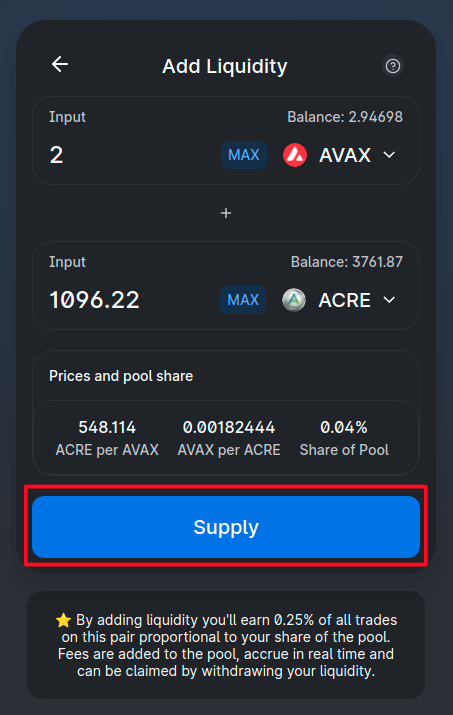 Add Liquidity
Input Balance: 2.94698
2 MAX AVAX
+
Input Balance: 3761.87
1096.22 MAX ACRE
Prices and pool share
548.114 0.00182444 0.04%
ACRE per AVAX AVAX per ACRE Share of Pool
Supply
⭐ By adding liquidity you'll earn 0.25% of all trades
on this pair proportional to your share of the pool.
Fees are added to the pool, accrue in real time and
can be claimed by withdrawing your liquidity.